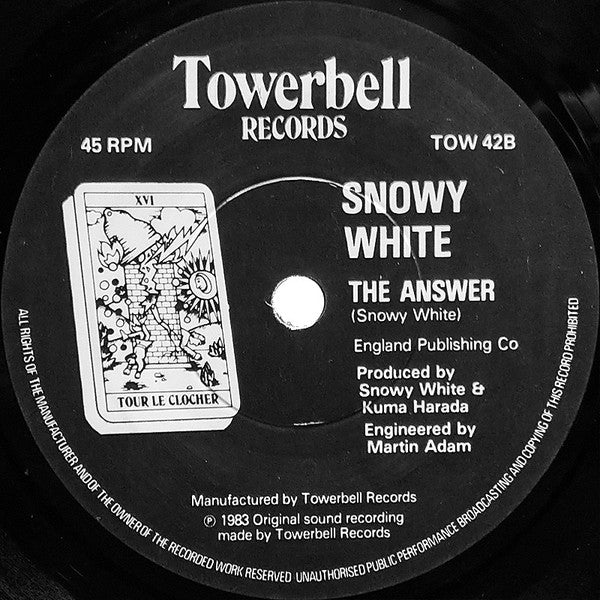 Towerbell
RECORDS
45 RPM
TOW 42B
XVI
TOUR LE CLOCHER
SNOWY
WHITE
THE ANSWER
(Snowy White)
England Publishing Co
Produced by
Snowy White &
Kuma Harada
Engineered by
Martin Adam
Manufactured by Towerbell Records
℗ 1983 Original sound recording
made by Towerbell Records
ALL RIGHTS OF THE MANUFACTURER AND OF THE OWNER OF THE RECORDED WORK RESERVED UNAUTHORISED PUBLIC PERFORMANCE BROADCASTING AND COPYING OF THIS RECORD PROHIBITED